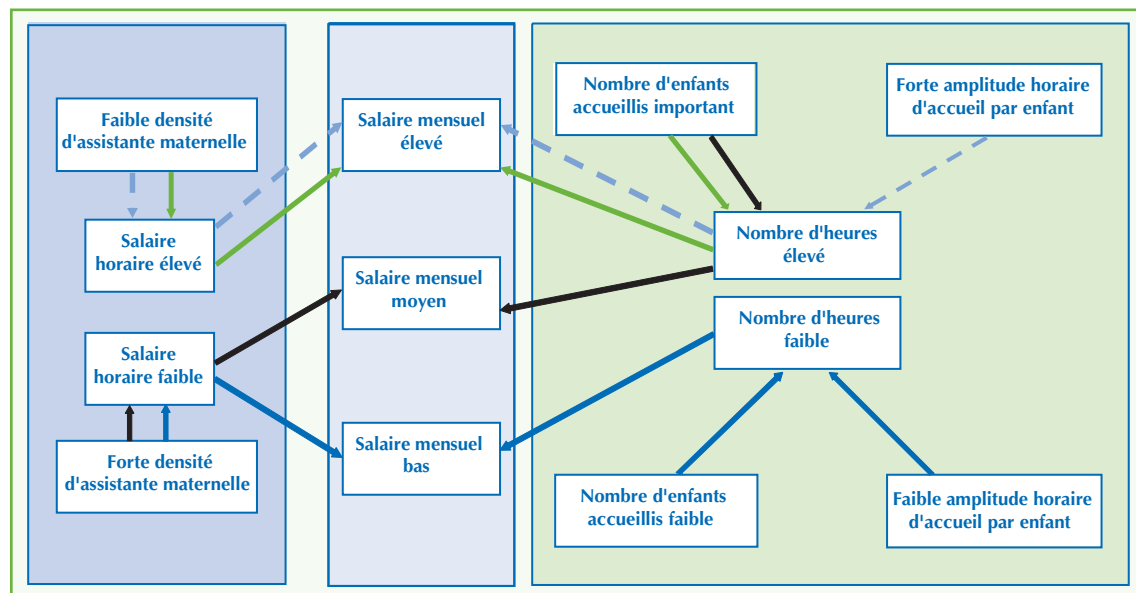 Faible densité
d'assistante maternelle
Salaire
horaire élevé
Salaire
horaire faible
Forte densité
d'assistante maternelle
Salaire mensuel
élevé
Salaire mensuel
moyen
Salaire mensuel
bas
Nombre d'enfants
accueillis important
Forte amplitude horaire
d'accueil par enfant
Nombre d'heures
élevé
Nombre d'heures
faible
Nombre d'enfants
accueillis faible
Faible amplitude horaire
d'accueil par enfant